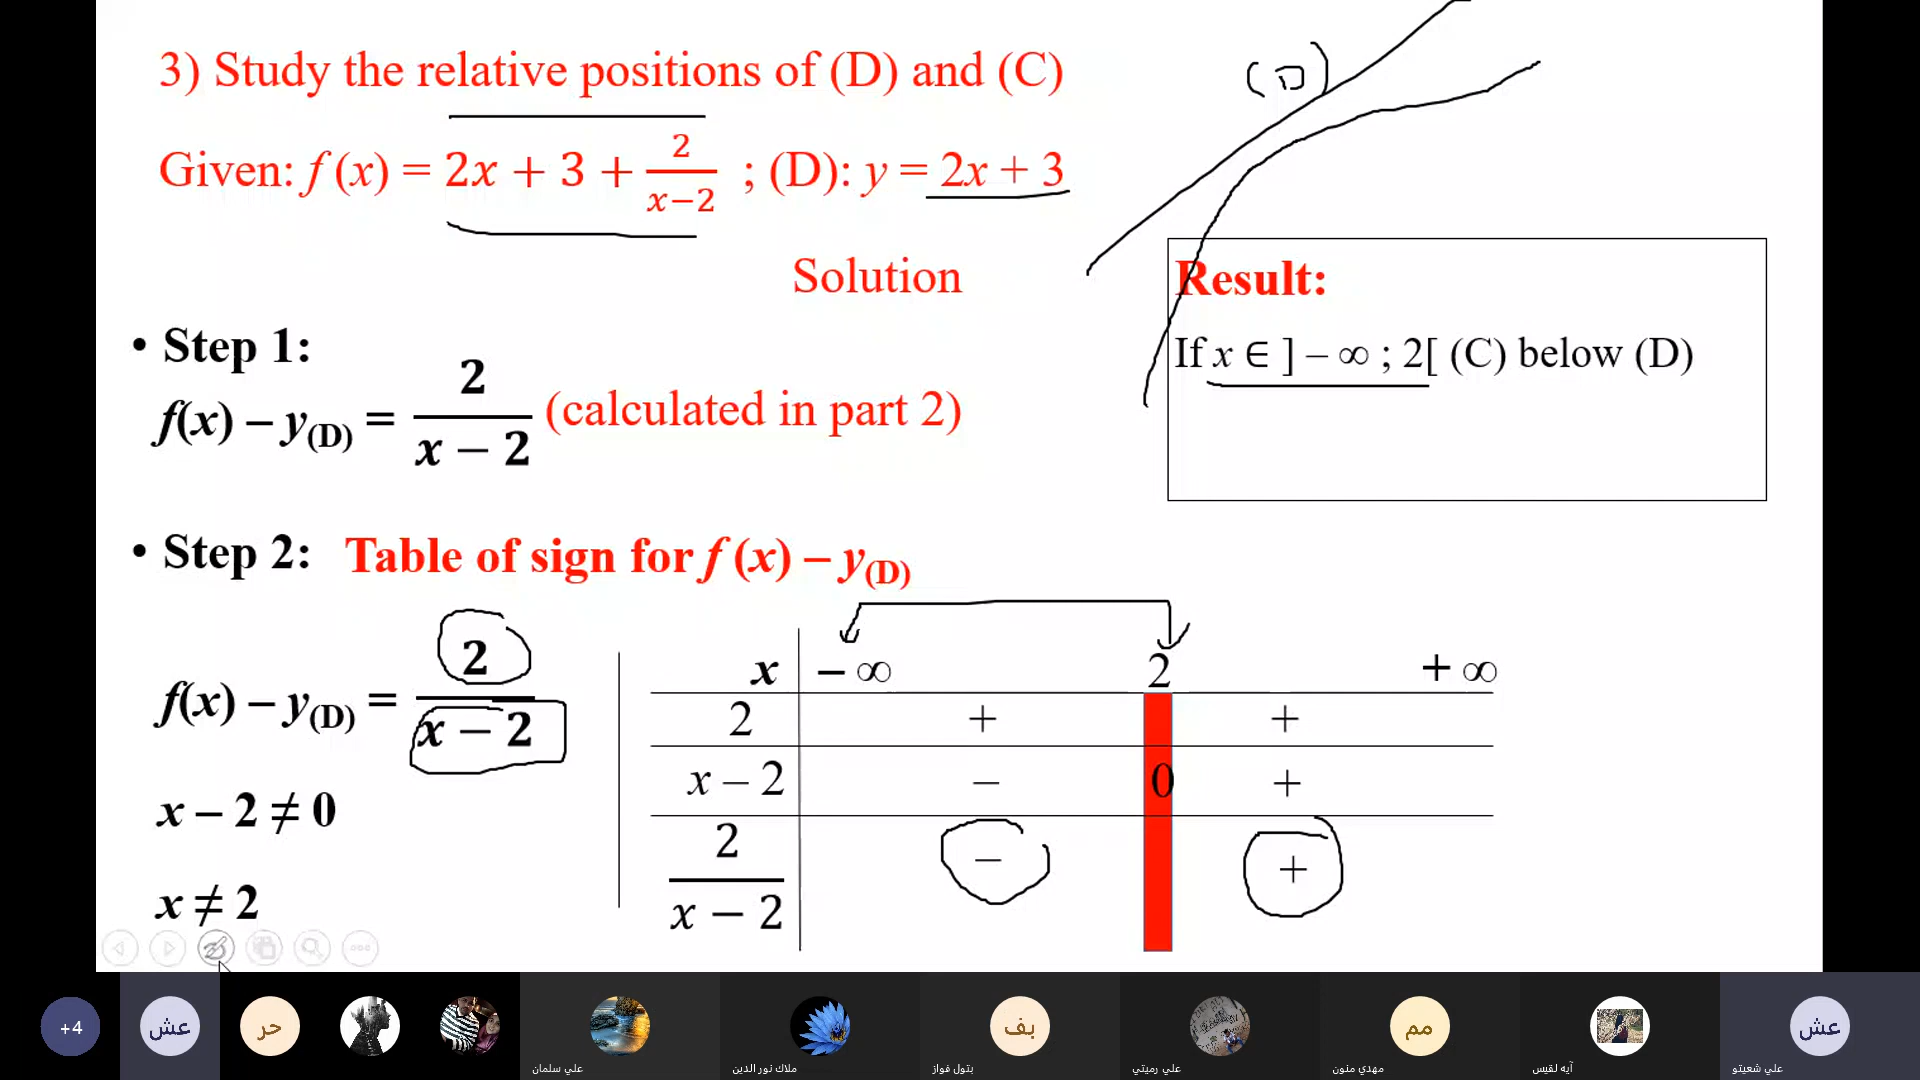 3) Study the relative positions of (D) and (C)
Given: f (x) = 2x + 3 + 2/(x−2) ; (D): y = 2x + 3
(D)
Solution
• Step 1:
f(x) – y(D) = 2/(x − 2) (calculated in part 2)
Result:
If x ∈ ] – ∞ ; 2[ (C) below (D)
• Step 2: Table of sign for f (x) – y(D)
f(x) – y(D) = 2/(x − 2)
x – 2 ≠ 0
x ≠ 2
x – ∞ 2 + ∞
2 + +
x – 2 – 0 +
2/(x − 2) – +
+4
عش
حر
علي سلمان
ملاك نور الدين
بف
بتول فواز
علي رميتي
مم
مهدي منون
آيه لقيس
عش
علي شعيتو